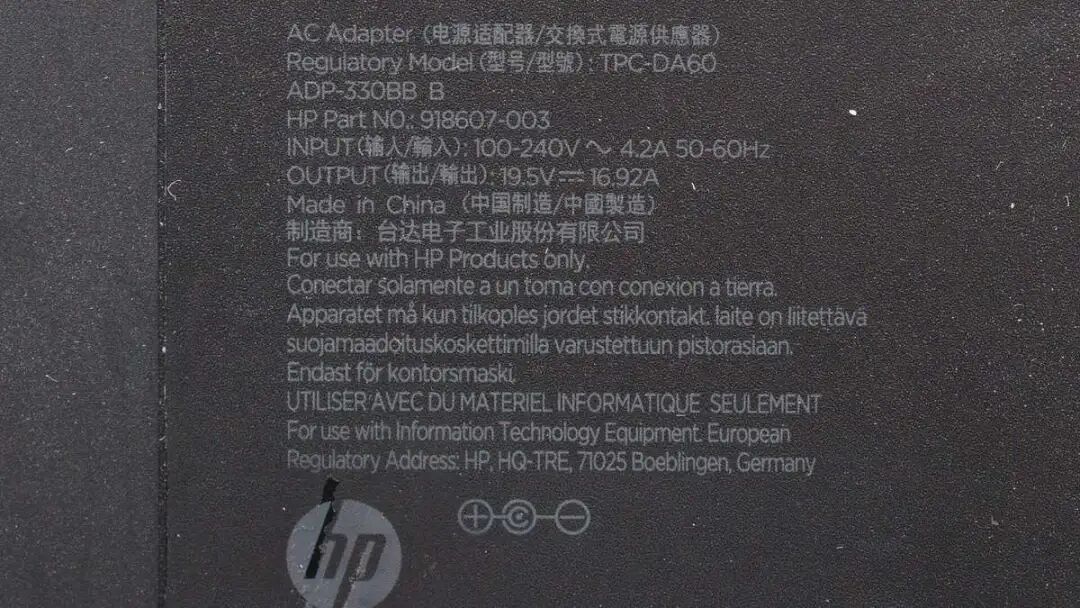 AC Adapter (电源适配器/交換式電源供應器)
Regulatory Model (型号/型號) : TPC-DA60
ADP-330BB B
HP Part NO.: 918607-003
INPUT(输入/輸入): 100-240V ～ 4.2A 50-60Hz
OUTPUT(输出/輸出): 19.5V⎓16.92A
Made in China (中国制造/中國製造)
制造商: 台达电子工业股份有限公司
For use with HP Products only.
Conectar solamente a un toma con conexion a tierra.
Apparatet må kun tilkoples jordet stikkontakt. laite on liitettävä
suojamaadoituskoskettimilla varustettuun pistorasiaan.
Endast för kontorsmaski.
UTILISER AVEC DU MATERIEL INFORMATIQUE SEULEMENT
For use with Information Technology Equipment. European
Regulatory Address: HP, HQ-TRE, 71025 Boeblingen, Germany
hp